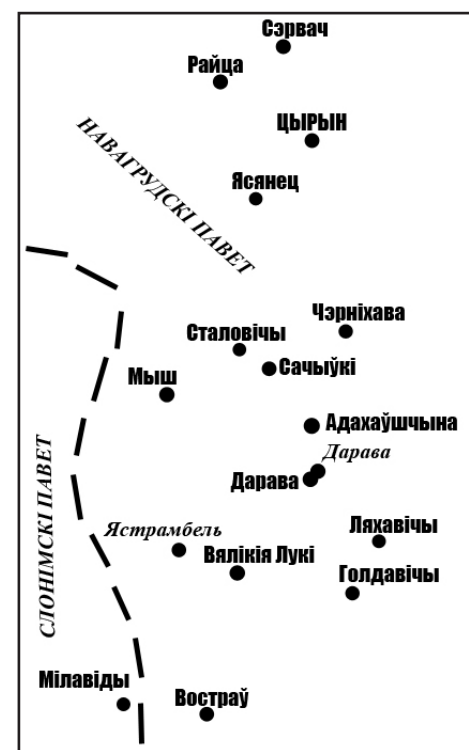 Сэрвач
Райца
ЦЫРЫН
НАВАГРУДСКІ ПАВЕТ
Ясянец
Чэрніхава
Сталовічы
Сачыўкі
Мыш
Адахаўшчына
Дарава
Дарава
СЛОНІМСКІ ПАВЕТ
Ляхавічы
Ястрамбель
Вялікія Лукі
Голдавічы
Мілавіды
Востраў